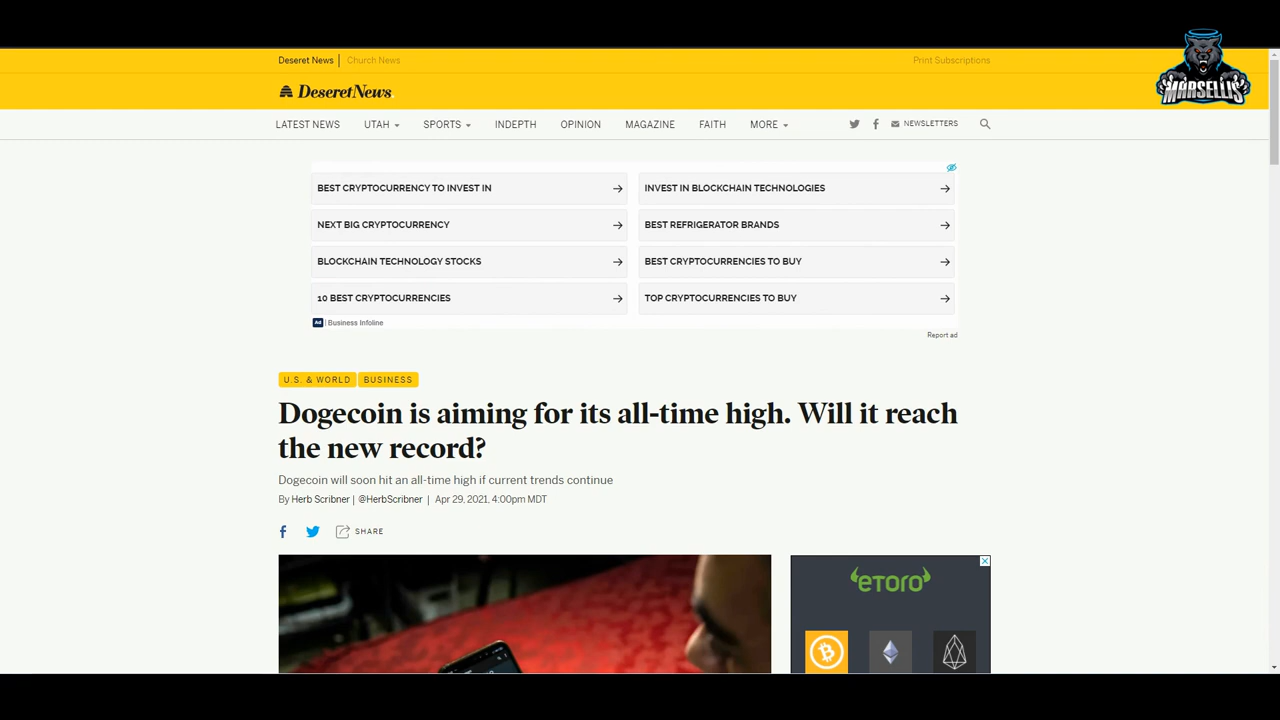 MARSELLIS
Deseret News | Church News
Print Subscriptions
Deseret News.
LATEST NEWS UTAH SPORTS INDEPTH OPINION MAGAZINE FAITH MORE NEWSLETTERS
BEST CRYPTOCURRENCY TO INVEST IN
INVEST IN BLOCKCHAIN TECHNOLOGIES
NEXT BIG CRYPTOCURRENCY
BEST REFRIGERATOR BRANDS
BLOCKCHAIN TECHNOLOGY STOCKS
BEST CRYPTOCURRENCIES TO BUY
10 BEST CRYPTOCURRENCIES
TOP CRYPTOCURRENCIES TO BUY
Ad | Business Infoline
Report ad
U.S. & WORLD BUSINESS
Dogecoin is aiming for its all-time high. Will it reach
the new record?
Dogecoin will soon hit an all-time high if current trends continue
By Herb Scribner | @HerbScribner | Apr 29, 2021, 4:00pm MDT
SHARE
eToro